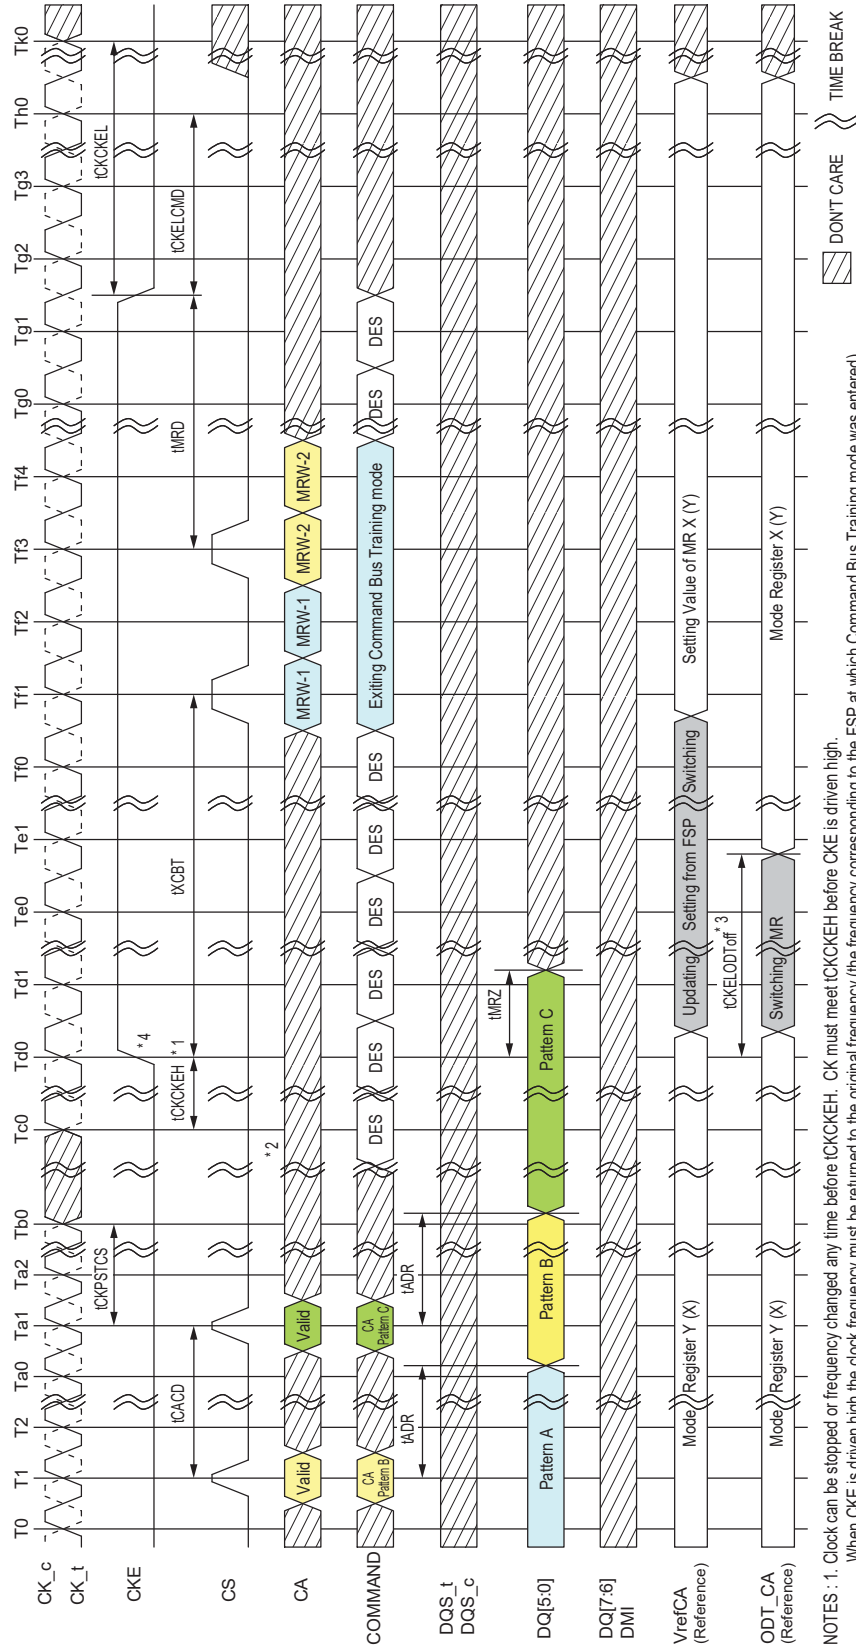 T0 T1 T2 Ta0 Ta1 Ta2 Tb0 Tc0 Td0 Td1 Te0 Te1 Tf0 Tf1 Tf2 Tf3 Tf4 Tg0 Tg1 Tg2 Tg3 Th0 Tk0
CK_c
CK_t
tCKPSTCS tCKCKEH * 1 * 4 tXCBT tMRD tCKCKEL
CKE
tCACD tCKELCMD
CS
* 2
CA Valid Valid MRW-1 MRW-1 MRW-2 MRW-2
COMMAND CA Pattern B CA Pattern C DES DES DES DES DES DES Exiting Command Bus Training mode DES DES
tADR tADR
DQS_t
DQS_c
tMRZ
DQ[5:0] Pattern A Pattern B Pattern C
DQ[7:6]
DMI
VrefCA
(Reference) Mode Register Y (X) Updating Setting from FSP Switching Setting Value of MR X (Y)
tCKELODToff * 3
ODT_CA
(Reference) Mode Register Y (X) Switching MR Mode Register X (Y)
DON'T CARE TIME BREAK
NOTES : 1. Clock can be stopped or frequency changed any time before tCKCKEH. CK must meet tCKCKEH before CKE is driven high.
When CKE is driven high the clock frequency must be returned to the original frequency (the frequency corresponding to the FSP at which Command Bus Training mode was entered)